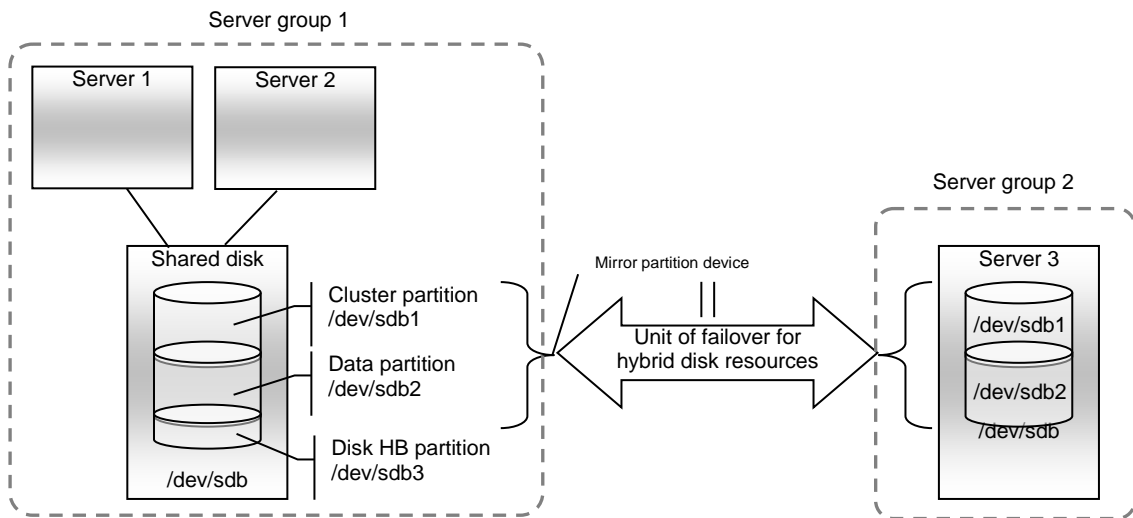 Server group 1
Server 1
Server 2
Shared disk
Cluster partition
/dev/sdb1
Data partition
/dev/sdb2
Disk HB partition
/dev/sdb3
/dev/sdb
Mirror partition device
Unit of failover for
hybrid disk resources
Server group 2
Server 3
/dev/sdb1
/dev/sdb2
/dev/sdb